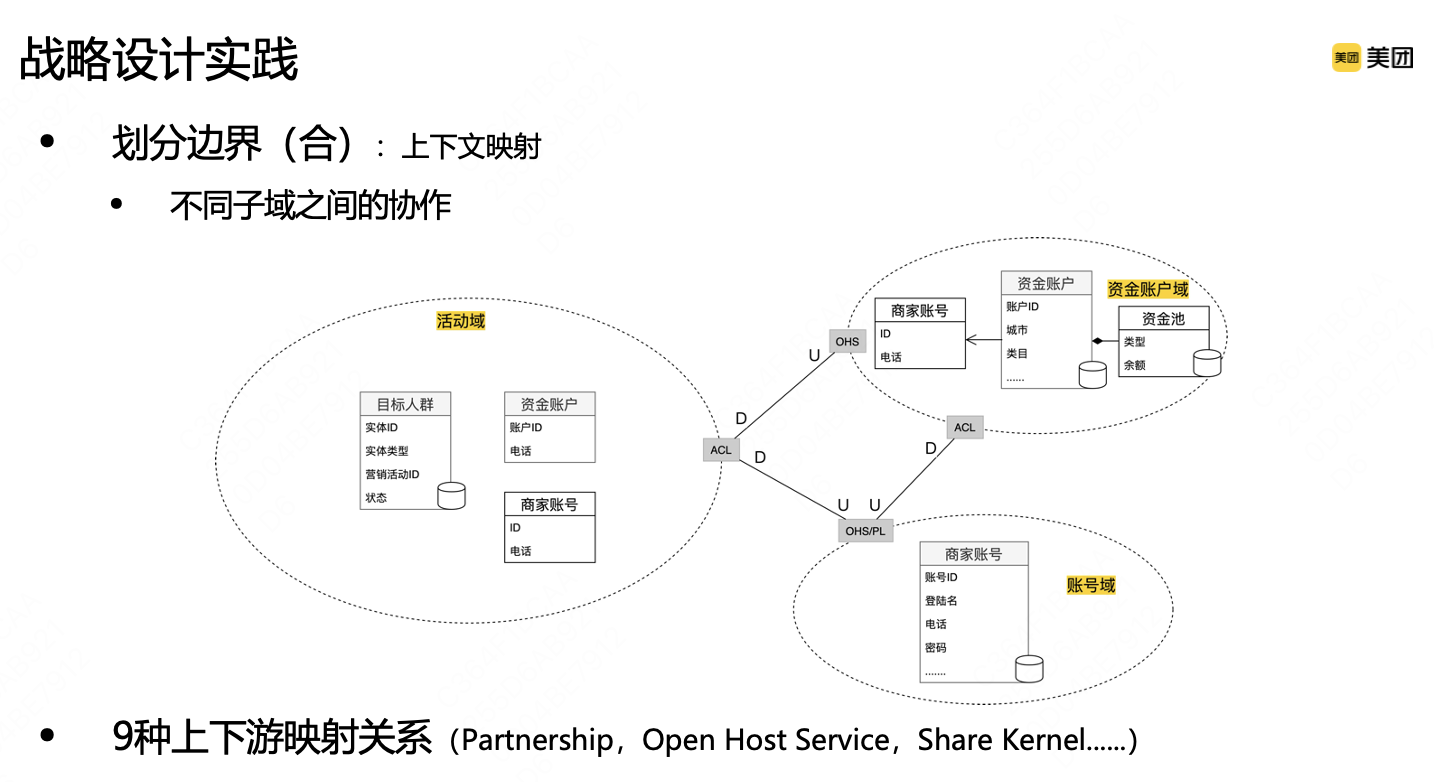 战略设计实践
美团 美团
• 划分边界（合）：上下文映射
• 不同子域之间的协作
活动域
目标人群
实体ID
实体类型
营销活动ID
状态
资金账户
账户ID
电话
商家账号
ID
电话
ACL
D
D
U
OHS
商家账号
ID
电话
资金账户
账户ID
城市
类目
......
资金账户域
资金池
类型
余额
ACL
D
U
U
OHS/PL
商家账号
账号ID
登陆名
电话
密码
.......
账号域
• 9种上下游映射关系（Partnership，Open Host Service，Share Kernel......）